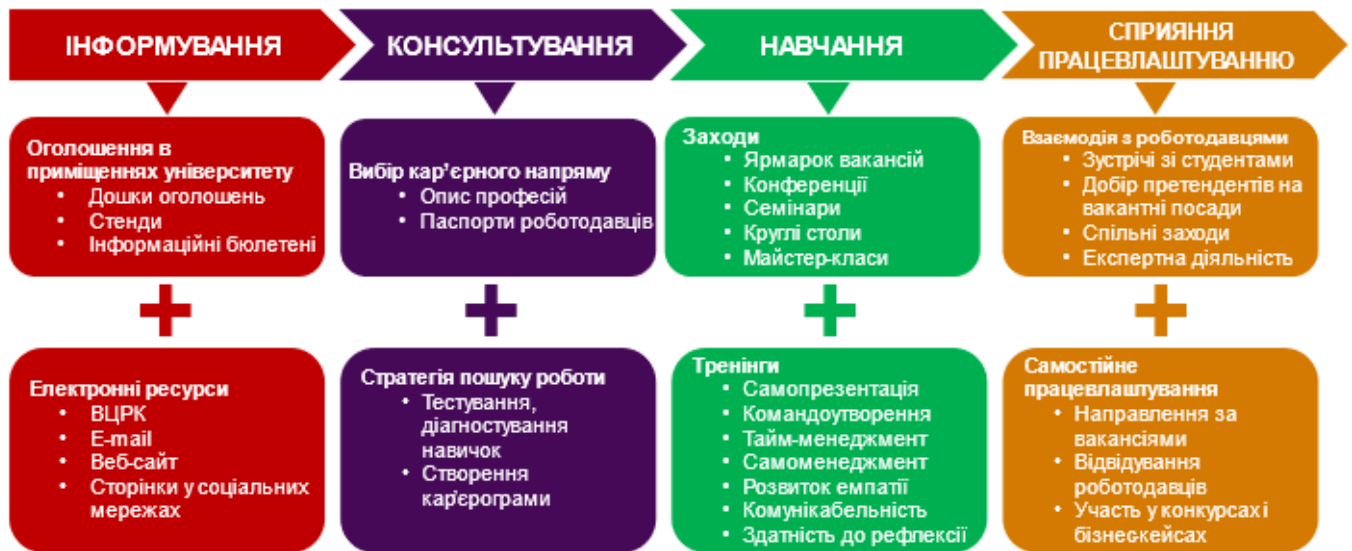 ІНФОРМУВАННЯ
КОНСУЛЬТУВАННЯ
НАВЧАННЯ
СПРИЯННЯ
ПРАЦЕВЛАШТУВАННЮ
Оголошення в
приміщеннях університету
• Дошки оголошень
• Стенди
• Інформаційні бюлетені
Вибір кар’єрного напряму
• Опис професій
• Паспорти роботодавців
Заходи
• Ярмарок вакансій
• Конференції
• Семінари
• Круглі столи
• Майстер-класи
Взаємодія з роботодавцями
• Зустрічі зі студентами
• Добір претендентів на
вакантні посади
• Спільні заходи
• Експертна діяльність
Електронні ресурси
• ВЦРК
• E-mail
• Веб-сайт
• Сторінки у соціальних
мережах
Стратегія пошуку роботи
• Тестування,
діагностування
навичок
• Створення
кар'єрограми
Тренінги
• Самопрезентація
• Командоутворення
• Тайм-менеджмент
• Самоменеджмент
• Розвиток емпатії
• Комунікабельність
• Здатність до рефлексії
Самостійне
працевлаштування
• Направлення за
вакансіями
• Відвідування
роботодавців
• Участь у конкурсах і
бізнес-кейсах